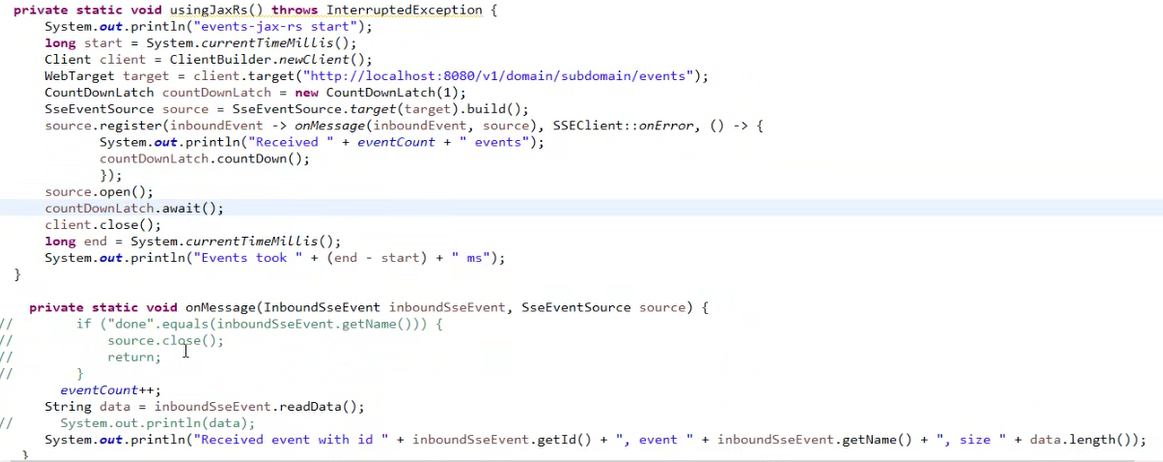 private static void usingJaxRs() throws InterruptedException {
System.out.println("events-jax-rs start");
long start = System.currentTimeMillis();
Client client = ClientBuilder.newClient();
WebTarget target = client.target("http://localhost:8080/v1/domain/subdomain/events");
CountDownLatch countDownLatch = new CountDownLatch(1);
SseEventSource source = SseEventSource.target(target).build();
source.register(inboundEvent -> onMessage(inboundEvent, source), SSEClient::onError, () -> {
System.out.println("Received " + eventCount + " events");
countDownLatch.countDown();
});
source.open();
countDownLatch.await();
client.close();
long end = System.currentTimeMillis();
System.out.println("Events took " + (end - start) + " ms");
}
private static void onMessage(InboundSseEvent inboundSseEvent, SseEventSource source) {
// if ("done".equals(inboundSseEvent.getName())) {
// source.close();
// return;
// }
eventCount++;
String data = inboundSseEvent.readData();
// System.out.println(data);
System.out.println("Received event with id " + inboundSseEvent.getId() + ", event " + inboundSseEvent.getName() + ", size " + data.length());
}